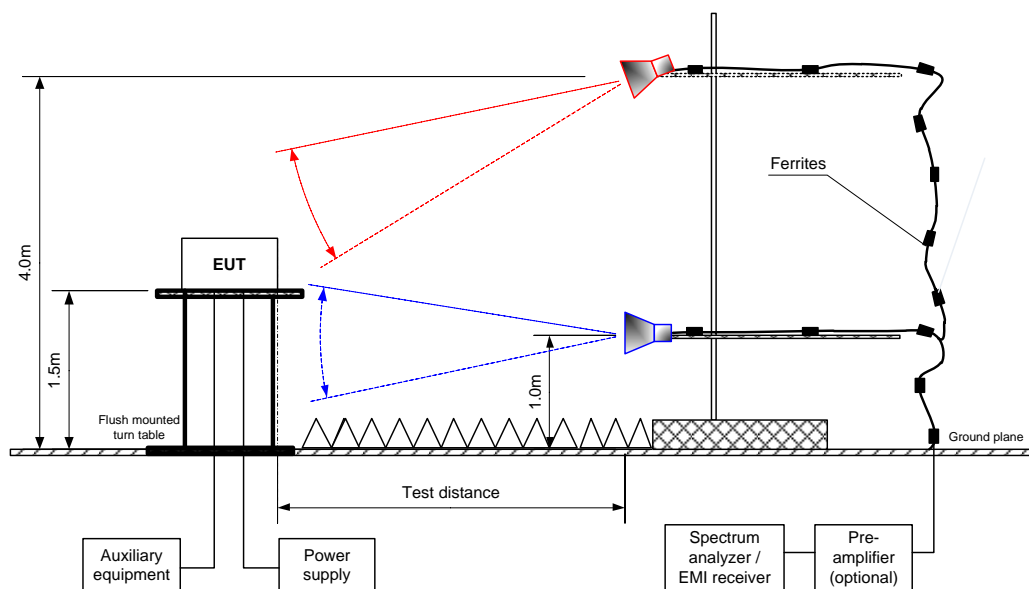 4.0m
Ferrites
EUT
1.5m
1.0m
Flush mounted
turn table
Ground plane
Test distance
Auxiliary
equipment
Power
supply
Spectrum
analyzer /
EMI receiver
Pre-
amplifier
(optional)